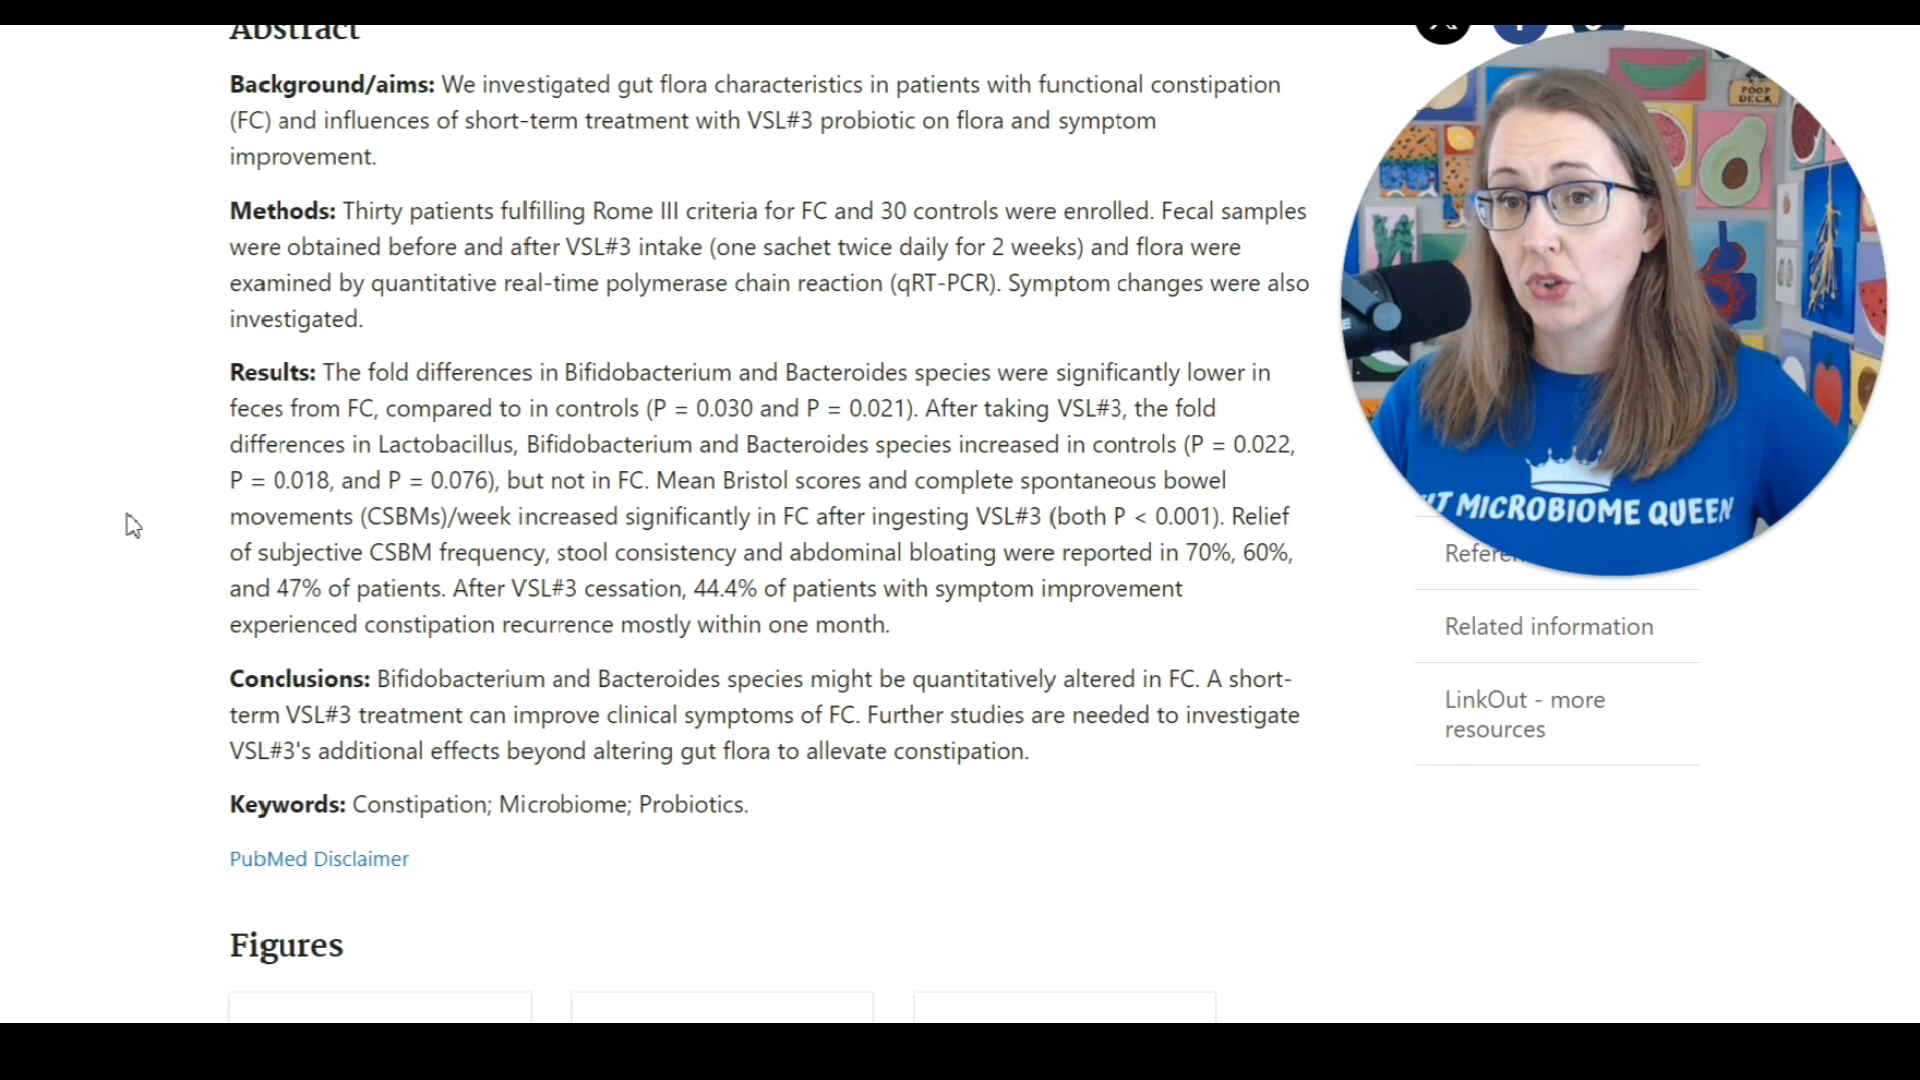 Abstract
Background/aims: We investigated gut flora characteristics in patients with functional constipation
(FC) and influences of short-term treatment with VSL#3 probiotic on flora and symptom
improvement.
Methods: Thirty patients fulfilling Rome III criteria for FC and 30 controls were enrolled. Fecal samples
were obtained before and after VSL#3 intake (one sachet twice daily for 2 weeks) and flora were
examined by quantitative real-time polymerase chain reaction (qRT-PCR). Symptom changes were also
investigated.
Results: The fold differences in Bifidobacterium and Bacteroides species were significantly lower in
feces from FC, compared to in controls (P = 0.030 and P = 0.021). After taking VSL#3, the fold
differences in Lactobacillus, Bifidobacterium and Bacteroides species increased in controls (P = 0.022,
P = 0.018, and P = 0.076), but not in FC. Mean Bristol scores and complete spontaneous bowel
movements (CSBMs)/week increased significantly in FC after ingesting VSL#3 (both P < 0.001). Relief
of subjective CSBM frequency, stool consistency and abdominal bloating were reported in 70%, 60%,
and 47% of patients. After VSL#3 cessation, 44.4% of patients with symptom improvement
experienced constipation recurrence mostly within one month.
Conclusions: Bifidobacterium and Bacteroides species might be quantitatively altered in FC. A short-
term VSL#3 treatment can improve clinical symptoms of FC. Further studies are needed to investigate
VSL#3's additional effects beyond altering gut flora to allevate constipation.
Keywords: Constipation; Microbiome; Probiotics.
PubMed Disclaimer
Figures
POOP
DECK
MICROBIOME QUEEN
Related information
LinkOut - more
resources